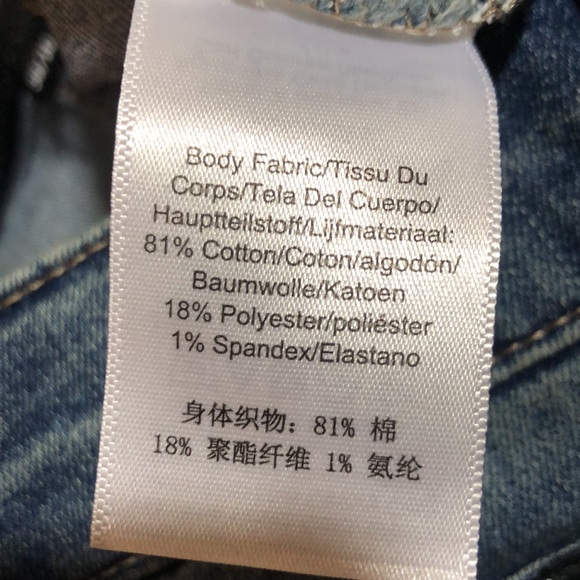 Body Fabric/Tissu Du
Corps/Tela Del Cuerpo/
Hauptteilstoff/Lijfmateriaal:
81% Cotton/Coton/algodón/
Baumwolle/Katoen
18% Polyester/poliéster
1% Spandex/Elastano
身体织物：81% 棉
18% 聚酯纤维 1% 氨纶